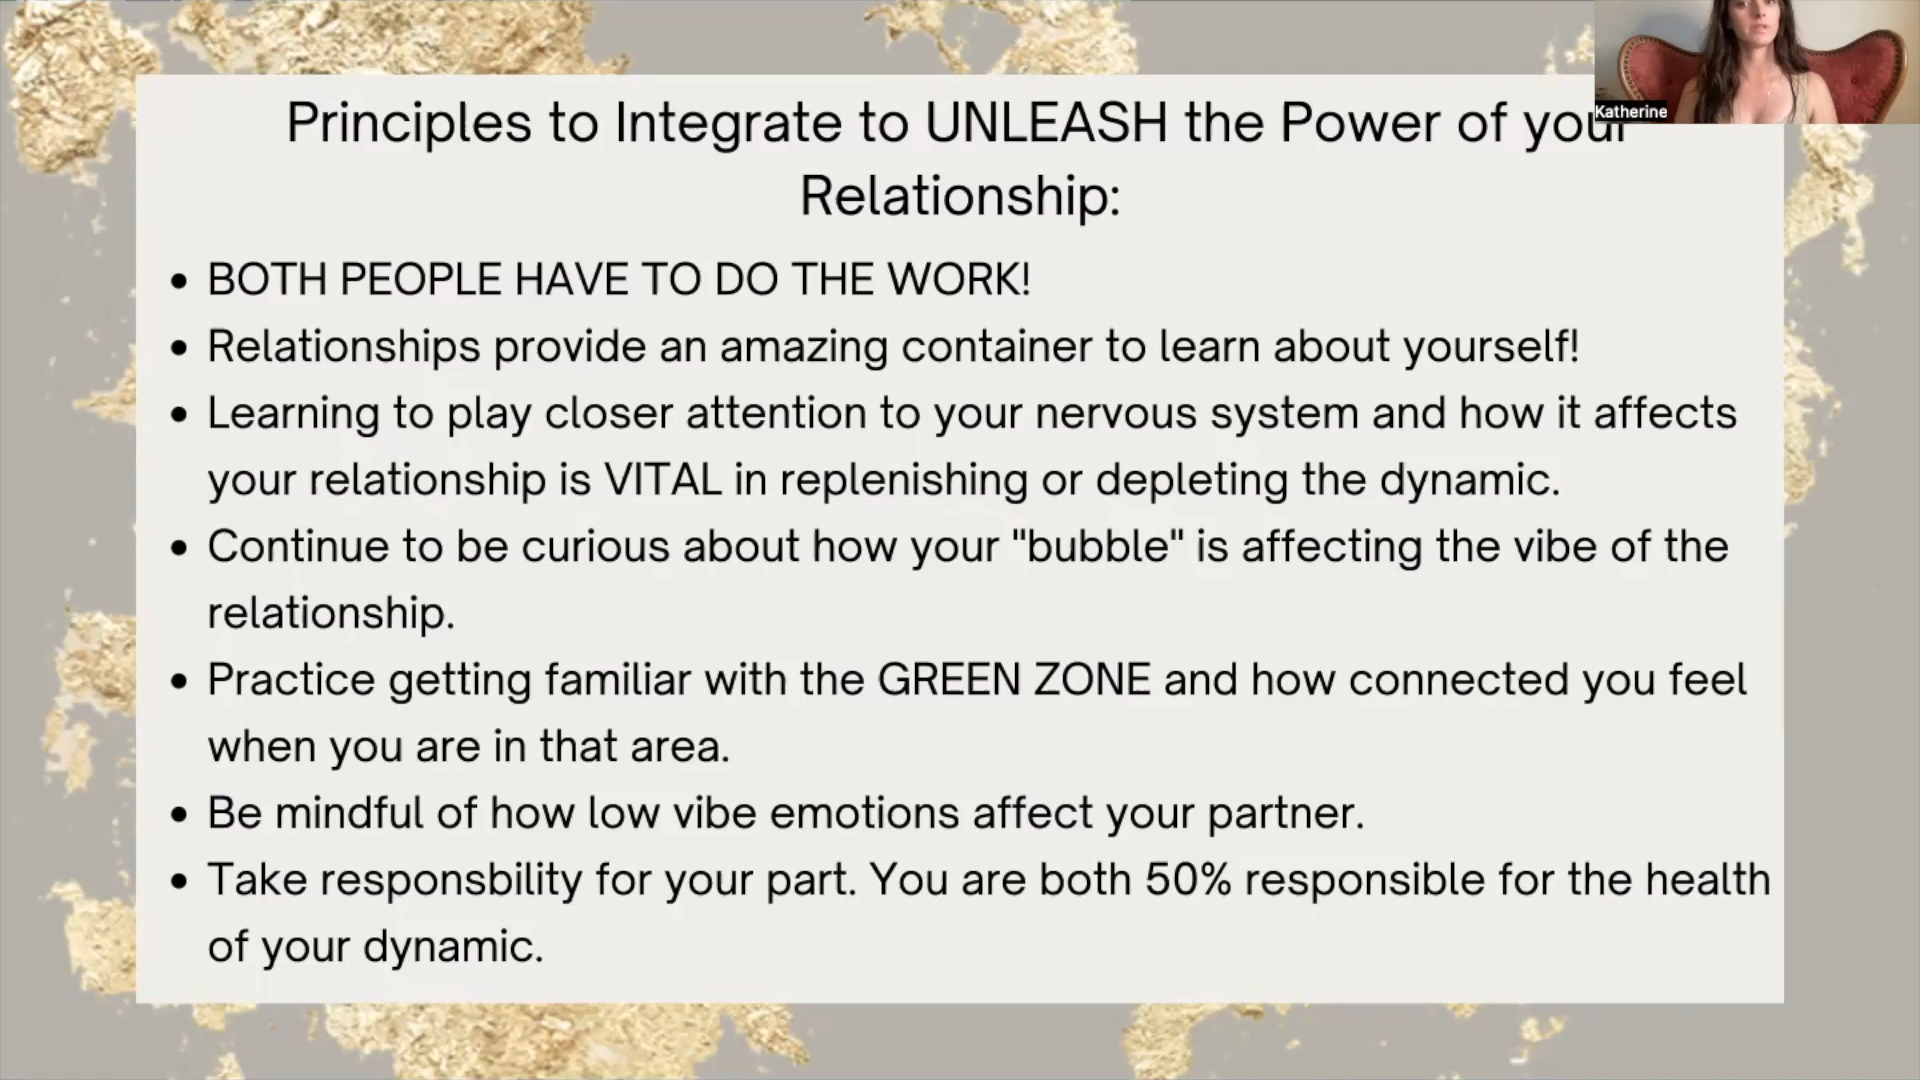 Principles to Integrate to UNLEASH the Power of your
Relationship:
• BOTH PEOPLE HAVE TO DO THE WORK!
• Relationships provide an amazing container to learn about yourself!
• Learning to play closer attention to your nervous system and how it affects
your relationship is VITAL in replenishing or depleting the dynamic.
• Continue to be curious about how your "bubble" is affecting the vibe of the
relationship.
• Practice getting familiar with the GREEN ZONE and how connected you feel
when you are in that area.
• Be mindful of how low vibe emotions affect your partner.
• Take responsbility for your part. You are both 50% responsible for the health
of your dynamic.
Katherine